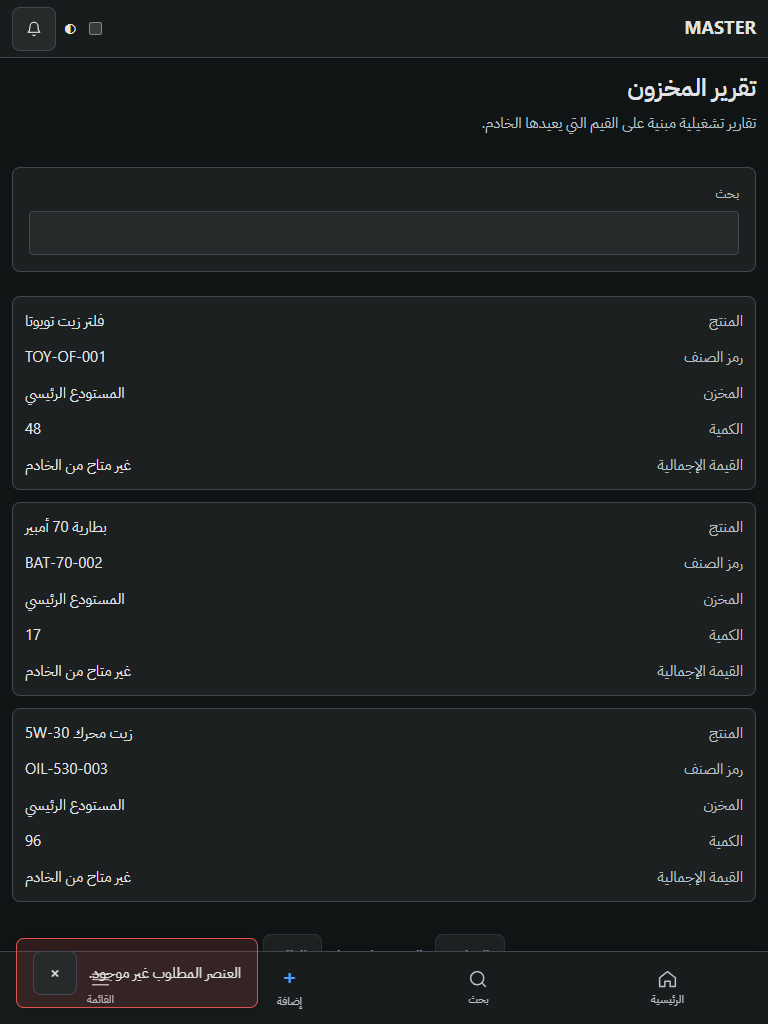 MASTER
تقرير المخزون
تقارير تشغيلية مبنية على القيم التي يعيدها الخادم.
بحث
المنتج فلتر زيت تويوتا
رمز الصنف TOY-OF-001
المخزن المستودع الرئيسي
الكمية 48
القيمة الإجمالية غير متاح من الخادم
المنتج بطارية 70 أمبير
رمز الصنف BAT-70-002
المخزن المستودع الرئيسي
الكمية 17
القيمة الإجمالية غير متاح من الخادم
المنتج زيت محرك 5W-30
رمز الصنف OIL-530-003
المخزن المستودع الرئيسي
الكمية 96
القيمة الإجمالية غير متاح من الخادم
العنصر المطلوب غير موجود. ×
الرئيسية بحث إضافة القائمة